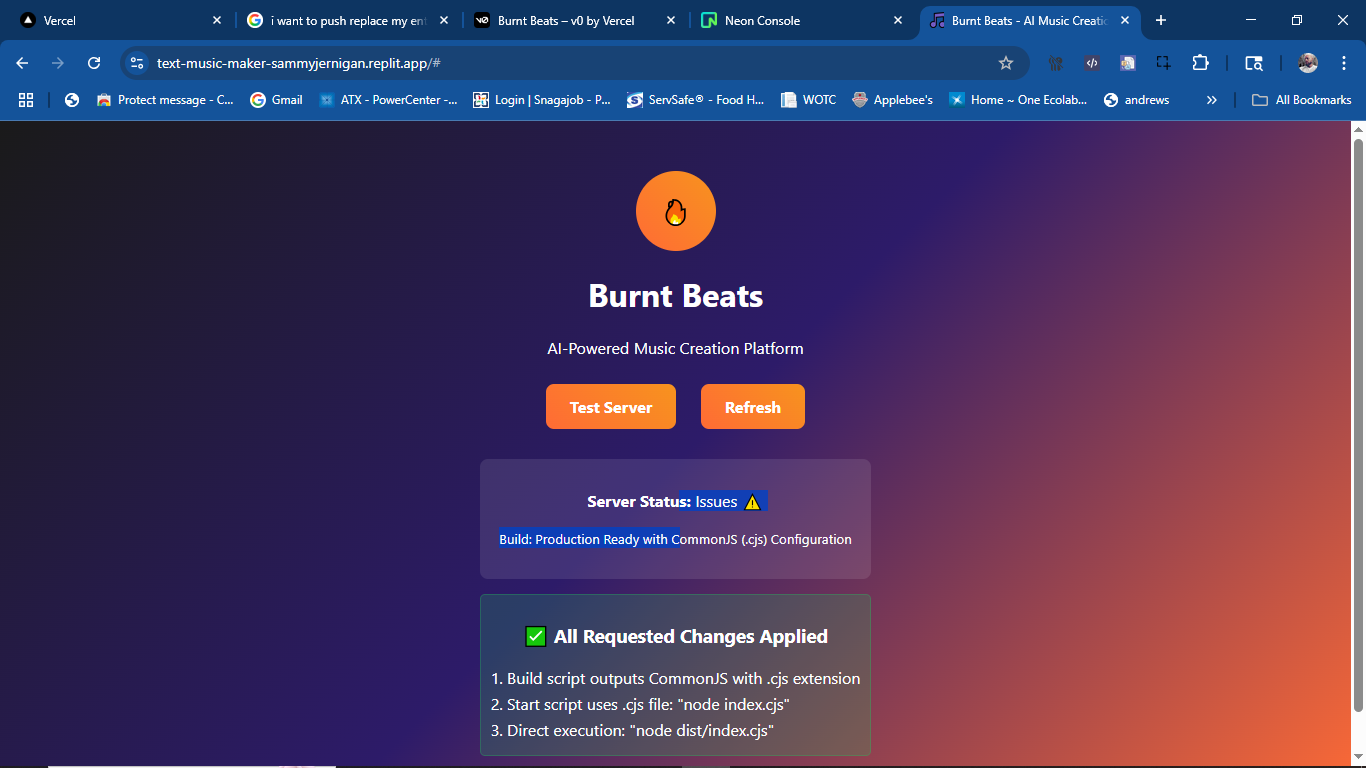 Vercel
i want to push replace my ent
Burnt Beats – v0 by Vercel
Neon Console
Burnt Beats - AI Music Creatio
text-music-maker-sammyjernigan.replit.app/#
Protect message - C...
Gmail
ATX - PowerCenter -...
Login | Snagajob - P...
ServSafe® - Food H...
WOTC
Applebee's
Home ~ One Ecolab...
andrews
All Bookmarks
Burnt Beats
AI-Powered Music Creation Platform
Test Server
Refresh
Server Status: Issues ⚠️
Build: Production Ready with CommonJS (.cjs) Configuration
✅ All Requested Changes Applied
1. Build script outputs CommonJS with .cjs extension
2. Start script uses .cjs file: "node index.cjs"
3. Direct execution: "node dist/index.cjs"